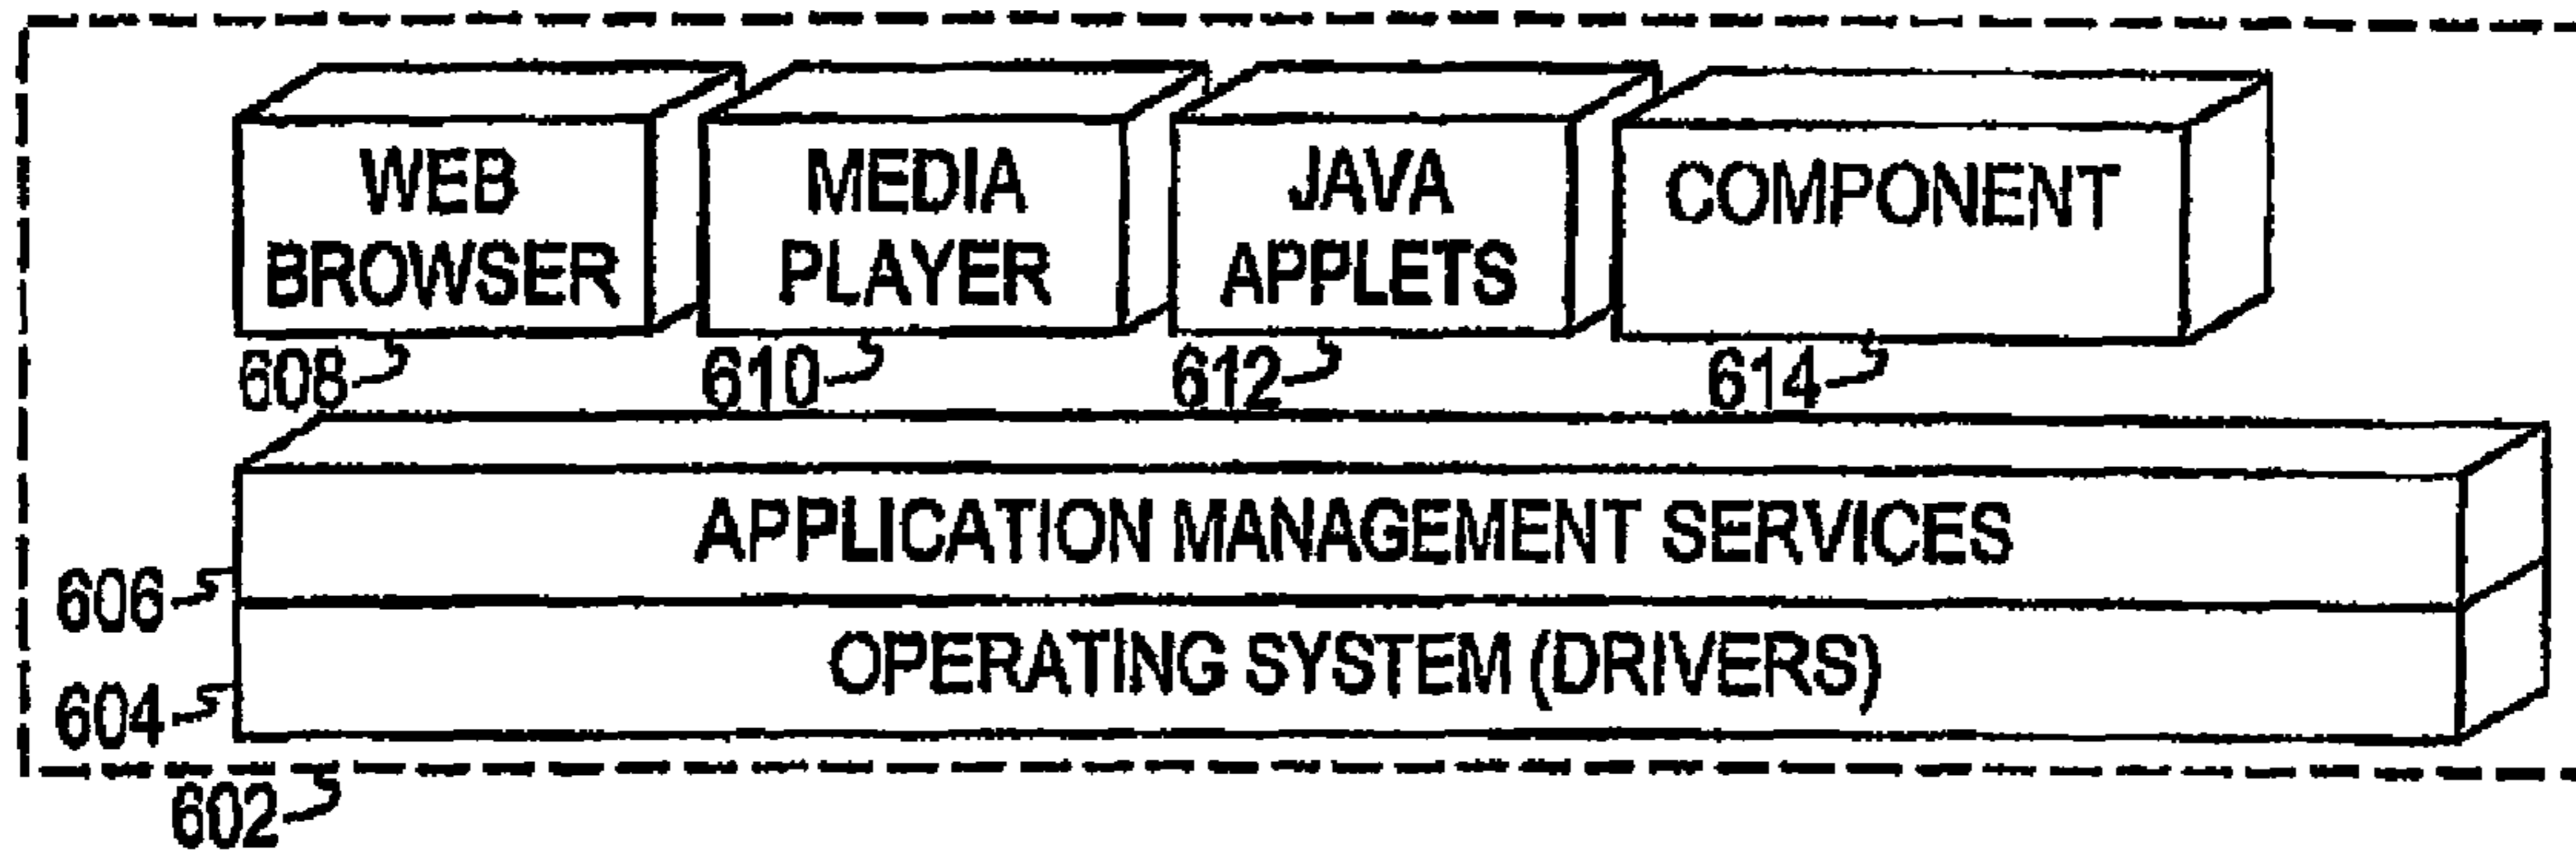 WEB
BROWSER
MEDIA
PLAYER
JAVA
APPLETS
COMPONENT
608
610
612
614
APPLICATION MANAGEMENT SERVICES
606
OPERATING SYSTEM (DRIVERS)
604
602